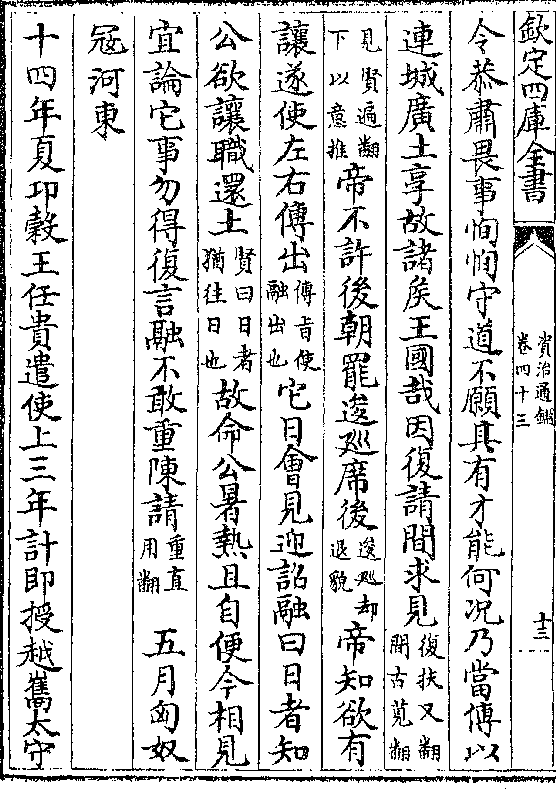 欽定四庫全書
資治通鑑
卷四十三
十三
令恭肅畏事恂恂守道不願其有才能何况乃當傳以
連城廣土享故諸侯王國哉因復請間求見復扶又翻
間古莧翻
見賢遍翻
下以意推帝不許後朝罷逡巡席後逡巡却
退貌帝知欲有
讓遂使左右傳出傳㫖使
融出也它日會見迎詔融曰日者知
公欲讓職還土賢曰日者
猶往日也故命公暑熱且自便今相見
宜論它事勿得復言融不敢重陳請重直
用翻五月匈奴
冦河東
十四年夏卭穀王任貴遣使上三年計即授越嶲太守